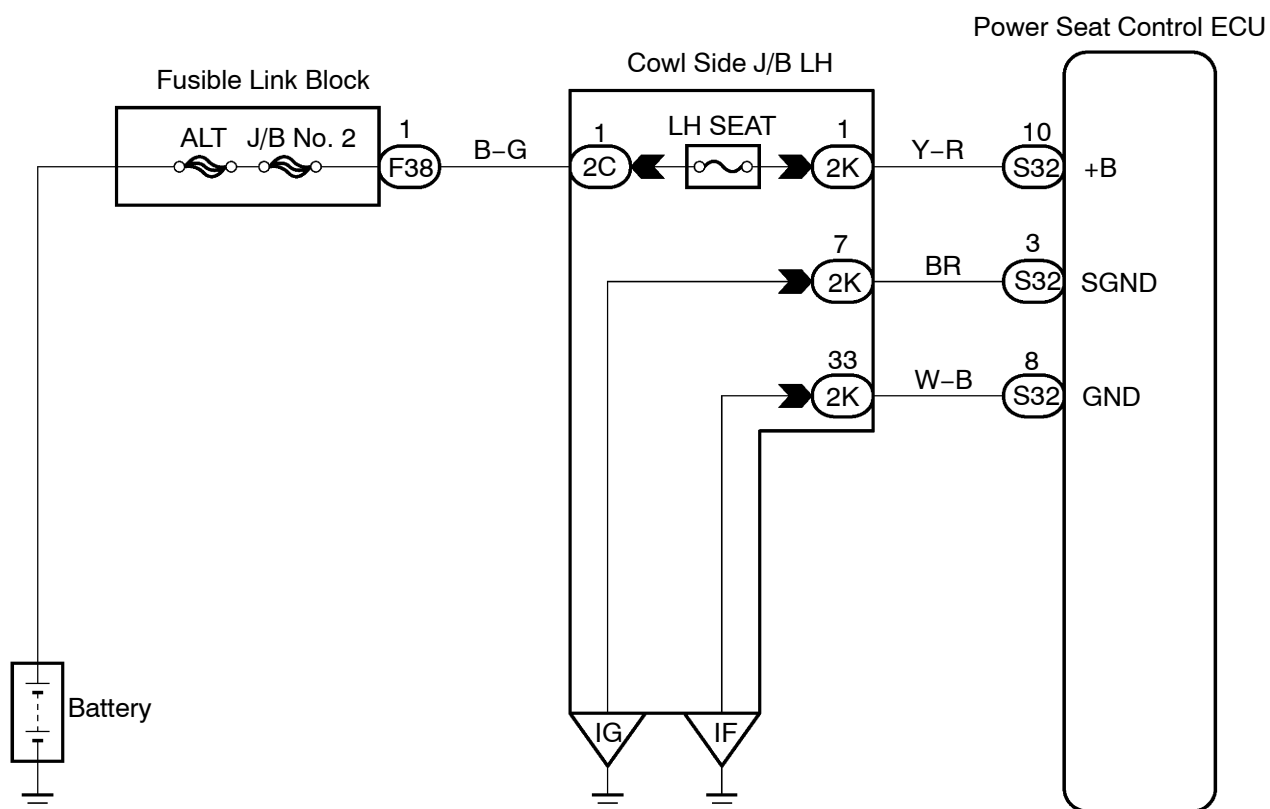 Power Seat Control ECU
Cowl Side J/B LH
Fusible Link Block
ALT J/B No. 2
1
F38
B–G
1
2C
LH SEAT
1
2K
Y–R
10
S32
+B
7
2K
BR
3
S32
SGND
33
2K
W–B
8
S32
GND
Battery
IG
IF